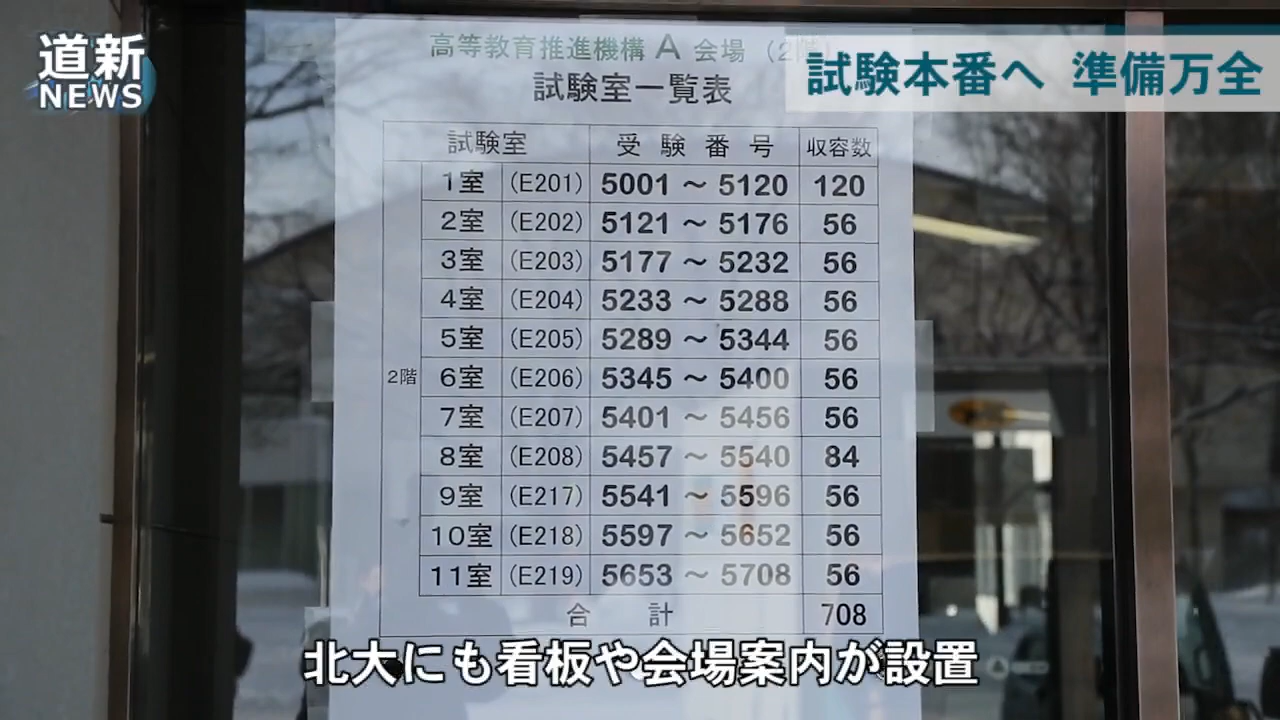 道新
NEWS
試験本番へ 準備万全
高等教育推進機構 A 会場（2階）
試験室一覧表
試験室 受験番号 収容数
2階
1室 (E201) 5001 ～ 5120 120
2室 (E202) 5121 ～ 5176 56
3室 (E203) 5177 ～ 5232 56
4室 (E204) 5233 ～ 5288 56
5室 (E205) 5289 ～ 5344 56
6室 (E206) 5345 ～ 5400 56
7室 (E207) 5401 ～ 5456 56
8室 (E208) 5457 ～ 5540 84
9室 (E217) 5541 ～ 5596 56
10室 (E218) 5597 ～ 5652 56
11室 (E219) 5653 ～ 5708 56
合計 708
北大にも看板や会場案内が設置